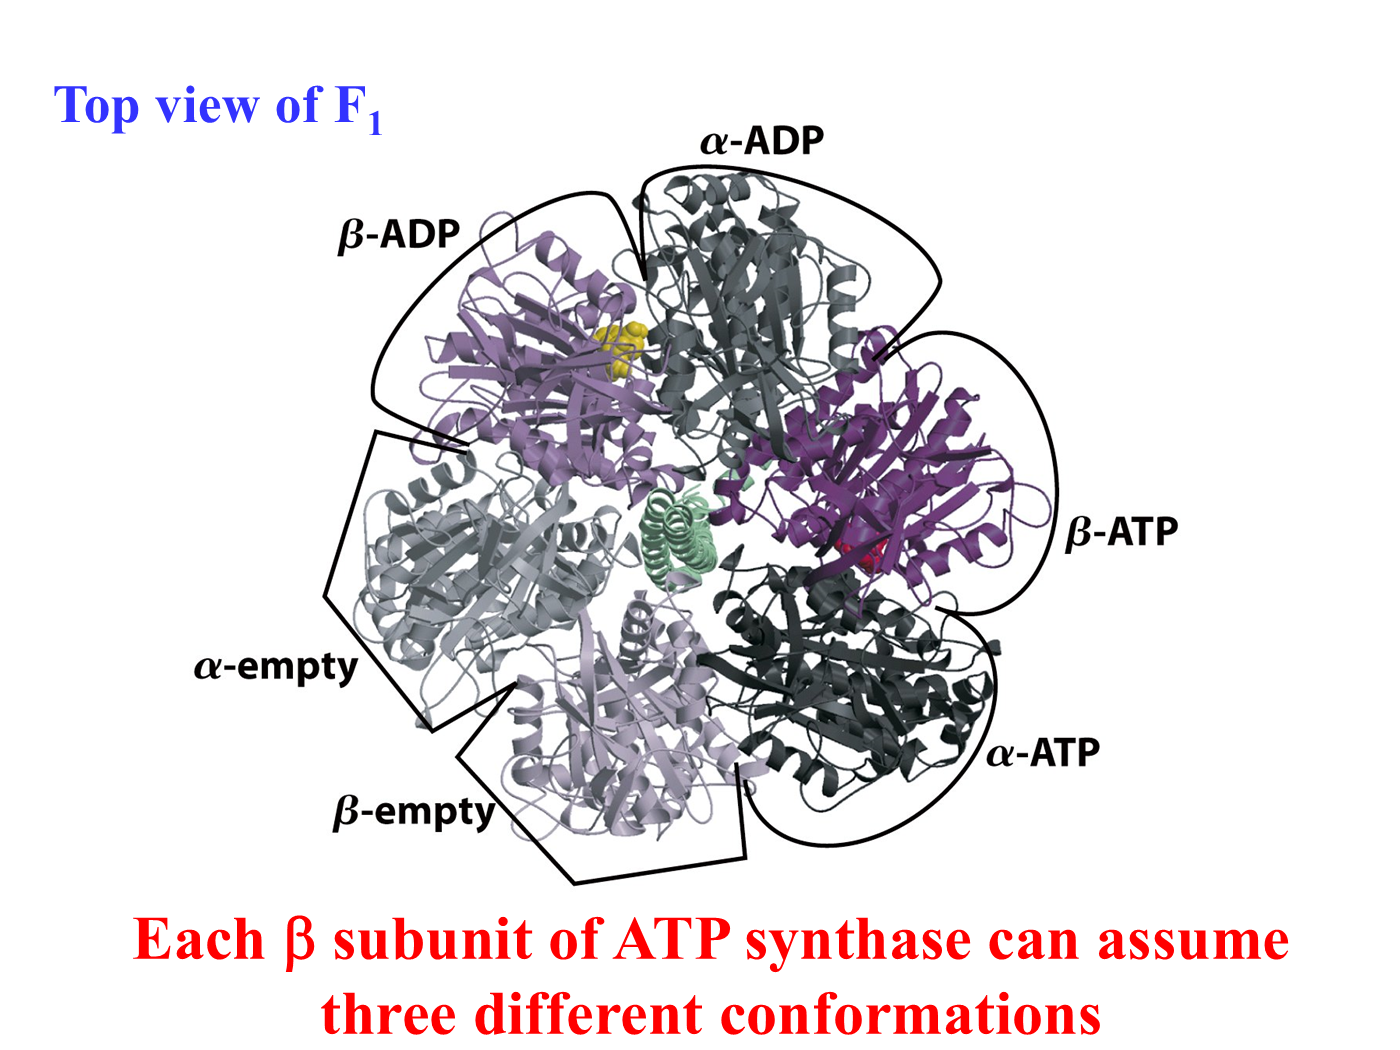 Top view of F₁
α-ADP
β-ADP
β-ATP
α-empty
α-ATP
β-empty
Each β subunit of ATP synthase can assume
three different conformations